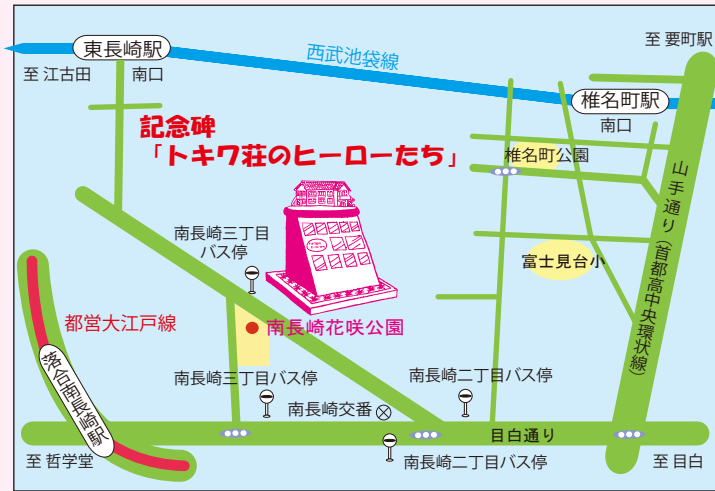 至 要町駅
東長崎駅
西武池袋線
至 江古田
南口
椎名町駅
南口
記念碑
「トキワ荘のヒーローたち」
椎名町公園
山手通り（首都高中央環状線）
南長崎三丁目
バス停
富士見台小
都営大江戸線
南長崎花咲公園
落合南長崎駅
南長崎三丁目バス停
南長崎二丁目バス停
南長崎交番
目白通り
至 哲学堂
南長崎二丁目バス停
至 目白